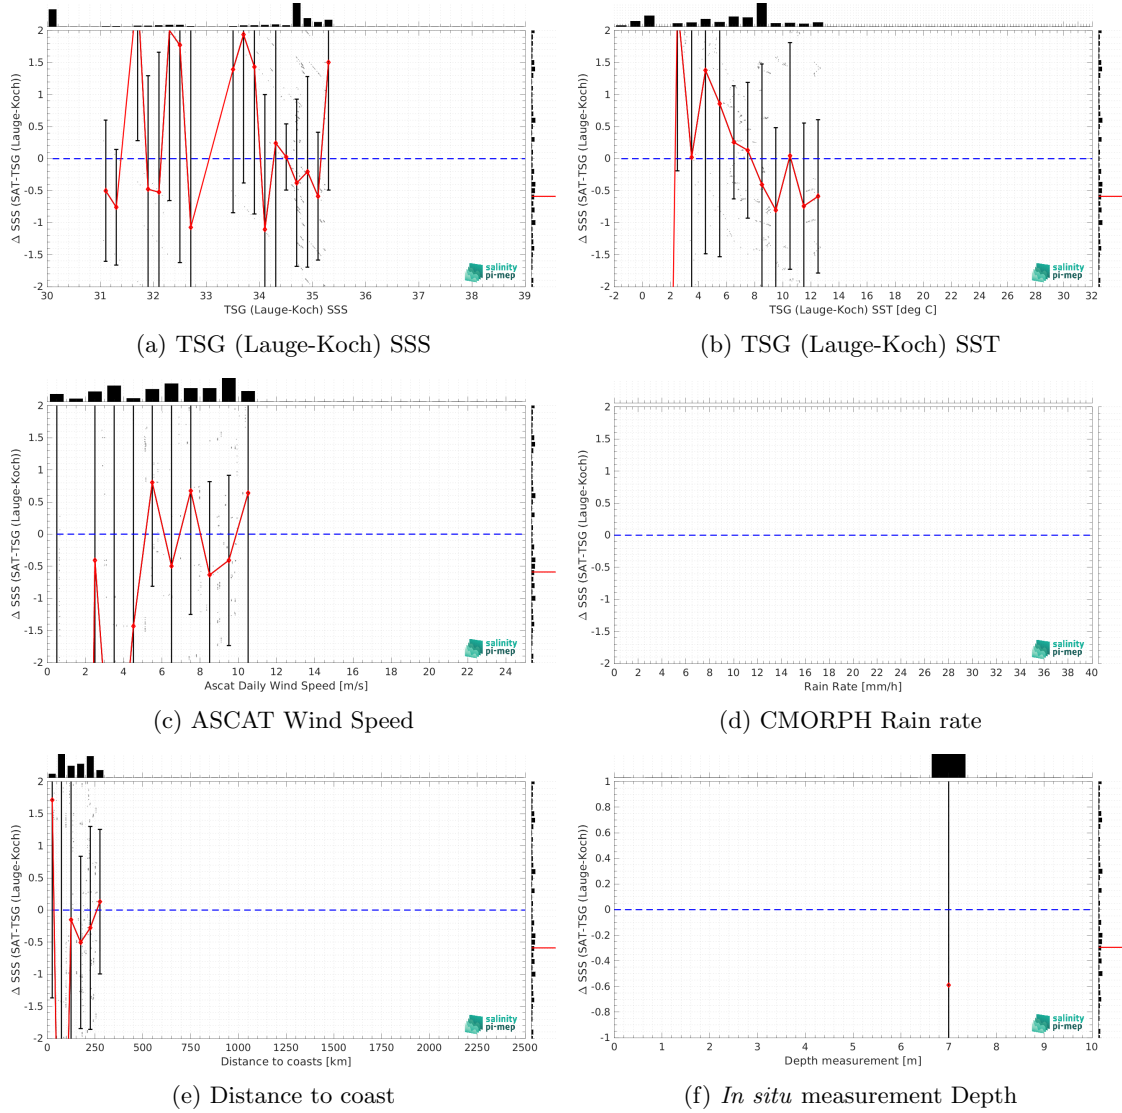 2
1.5
1
0.5
0
-0.5
-1
-1.5
-2
Δ SSS (SAT-TSG (Lauge-Koch))
30 31 32 33 34 35 36 37 38 39
TSG (Lauge-Koch) SSS
salinity
pi-mep
(a) TSG (Lauge-Koch) SSS
2
1.5
1
0.5
0
-0.5
-1
-1.5
-2
Δ SSS (SAT-TSG (Lauge-Koch))
-2 0 2 4 6 8 10 12 14 16 18 20 22 24 26 28 30 32
TSG (Lauge-Koch) SST [deg C]
salinity
pi-mep
(b) TSG (Lauge-Koch) SST
2
1.5
1
0.5
0
-0.5
-1
-1.5
-2
Δ SSS (SAT-TSG (Lauge-Koch))
0 2 4 6 8 10 12 14 16 18 20 22 24
Ascat Daily Wind Speed [m/s]
salinity
pi-mep
(c) ASCAT Wind Speed
2
1.5
1
0.5
0
-0.5
-1
-1.5
-2
Δ SSS (SAT-TSG (Lauge-Koch))
0 2 4 6 8 10 12 14 16 18 20 22 24 26 28 30 32 34 36 38 40
Rain Rate [mm/h]
salinity
pi-mep
(d) CMORPH Rain rate
2
1.5
1
0.5
0
-0.5
-1
-1.5
-2
Δ SSS (SAT-TSG (Lauge-Koch))
0 250 500 750 1000 1250 1500 1750 2000 2250 2500
Distance to coasts [km]
salinity
pi-mep
(e) Distance to coast
1
0.8
0.6
0.4
0.2
0
-0.2
-0.4
-0.6
-0.8
-1
Δ SSS (SAT-TSG (Lauge-Koch))
0 1 2 3 4 5 6 7 8 9 10
Depth measurement [m]
salinity
pi-mep
(f) In situ measurement Depth